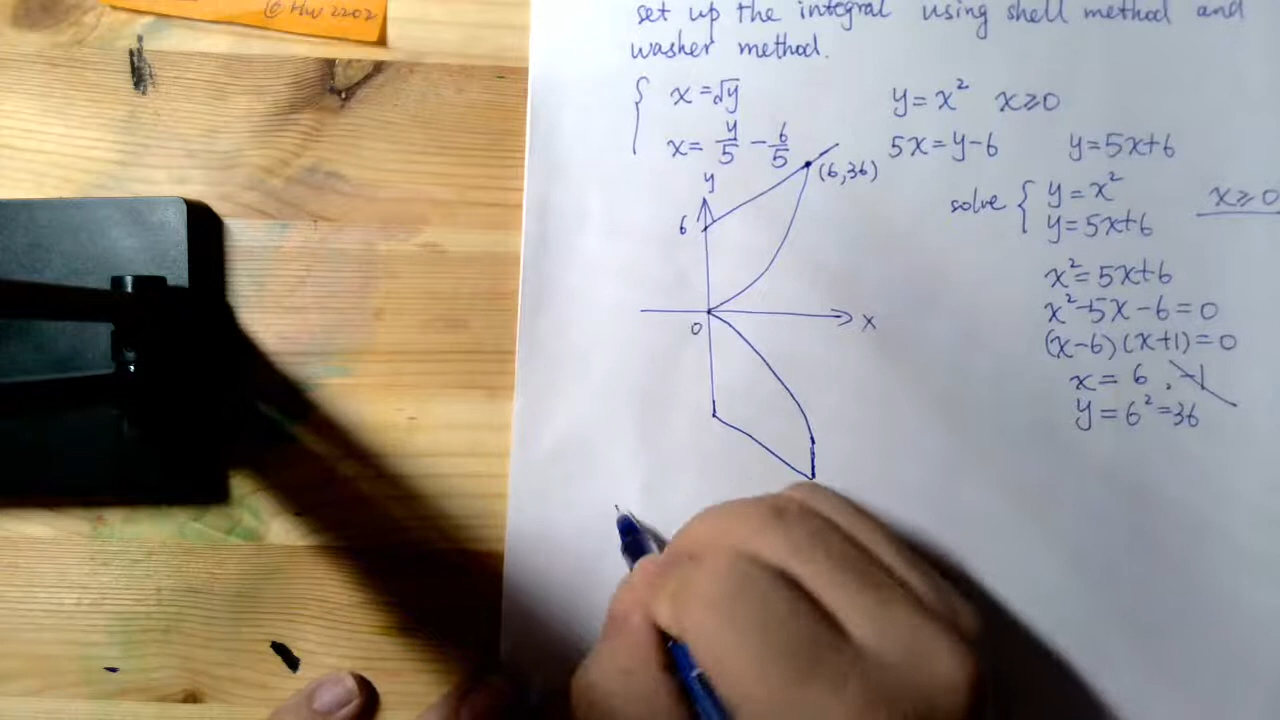 @HW2202
set up the integral using shell method and
washer method.
{ x = √y
x = y/5 - 6/5
y = x² x≥0
5x = y-6 y = 5x+6
(6,36)
y
6
0
x
solve { y = x²
y = 5x+6
x≥0
x² = 5x+6
x²-5x-6=0
(x-6)(x+1)=0
x = 6, -1
y = 6² = 36